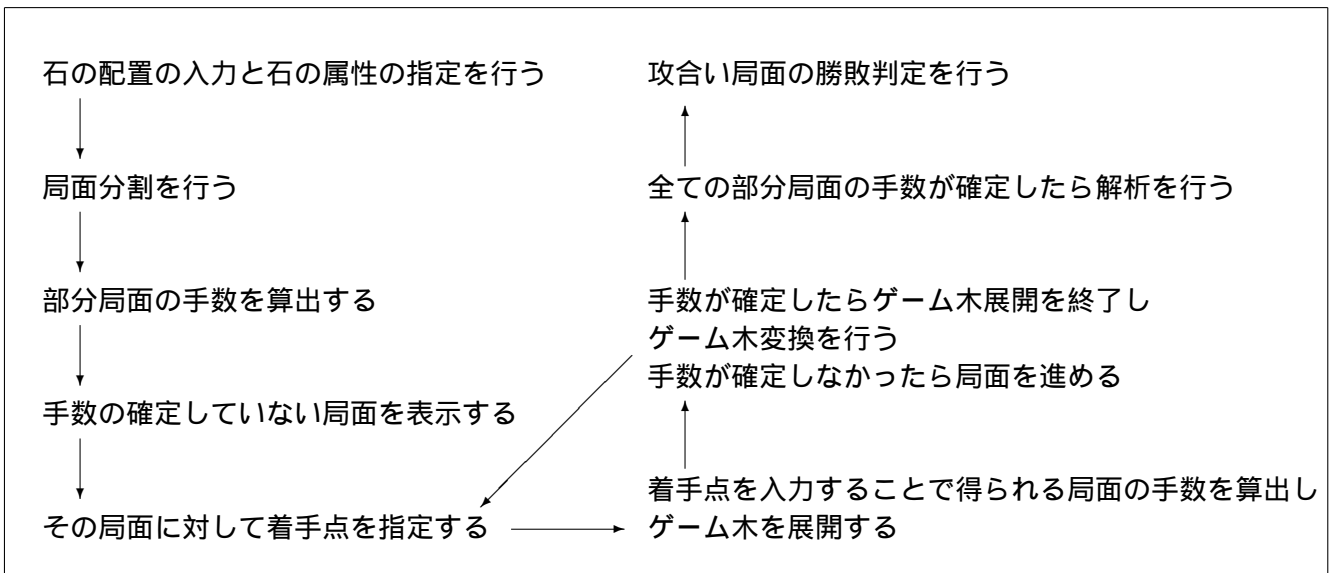 石の配置の入力と石の属性の指定を行う
局面分割を行う
部分局面の手数を算出する
手数の確定していない局面を表示する
その局面に対して着手点を指定する
着手点を入力することで得られる局面の手数を算出し
ゲーム木を展開する
手数が確定したらゲーム木展開を終了し
ゲーム木変換を行う
手数が確定しなかったら局面を進める
全ての部分局面の手数が確定したら解析を行う
攻合い局面の勝敗判定を行う